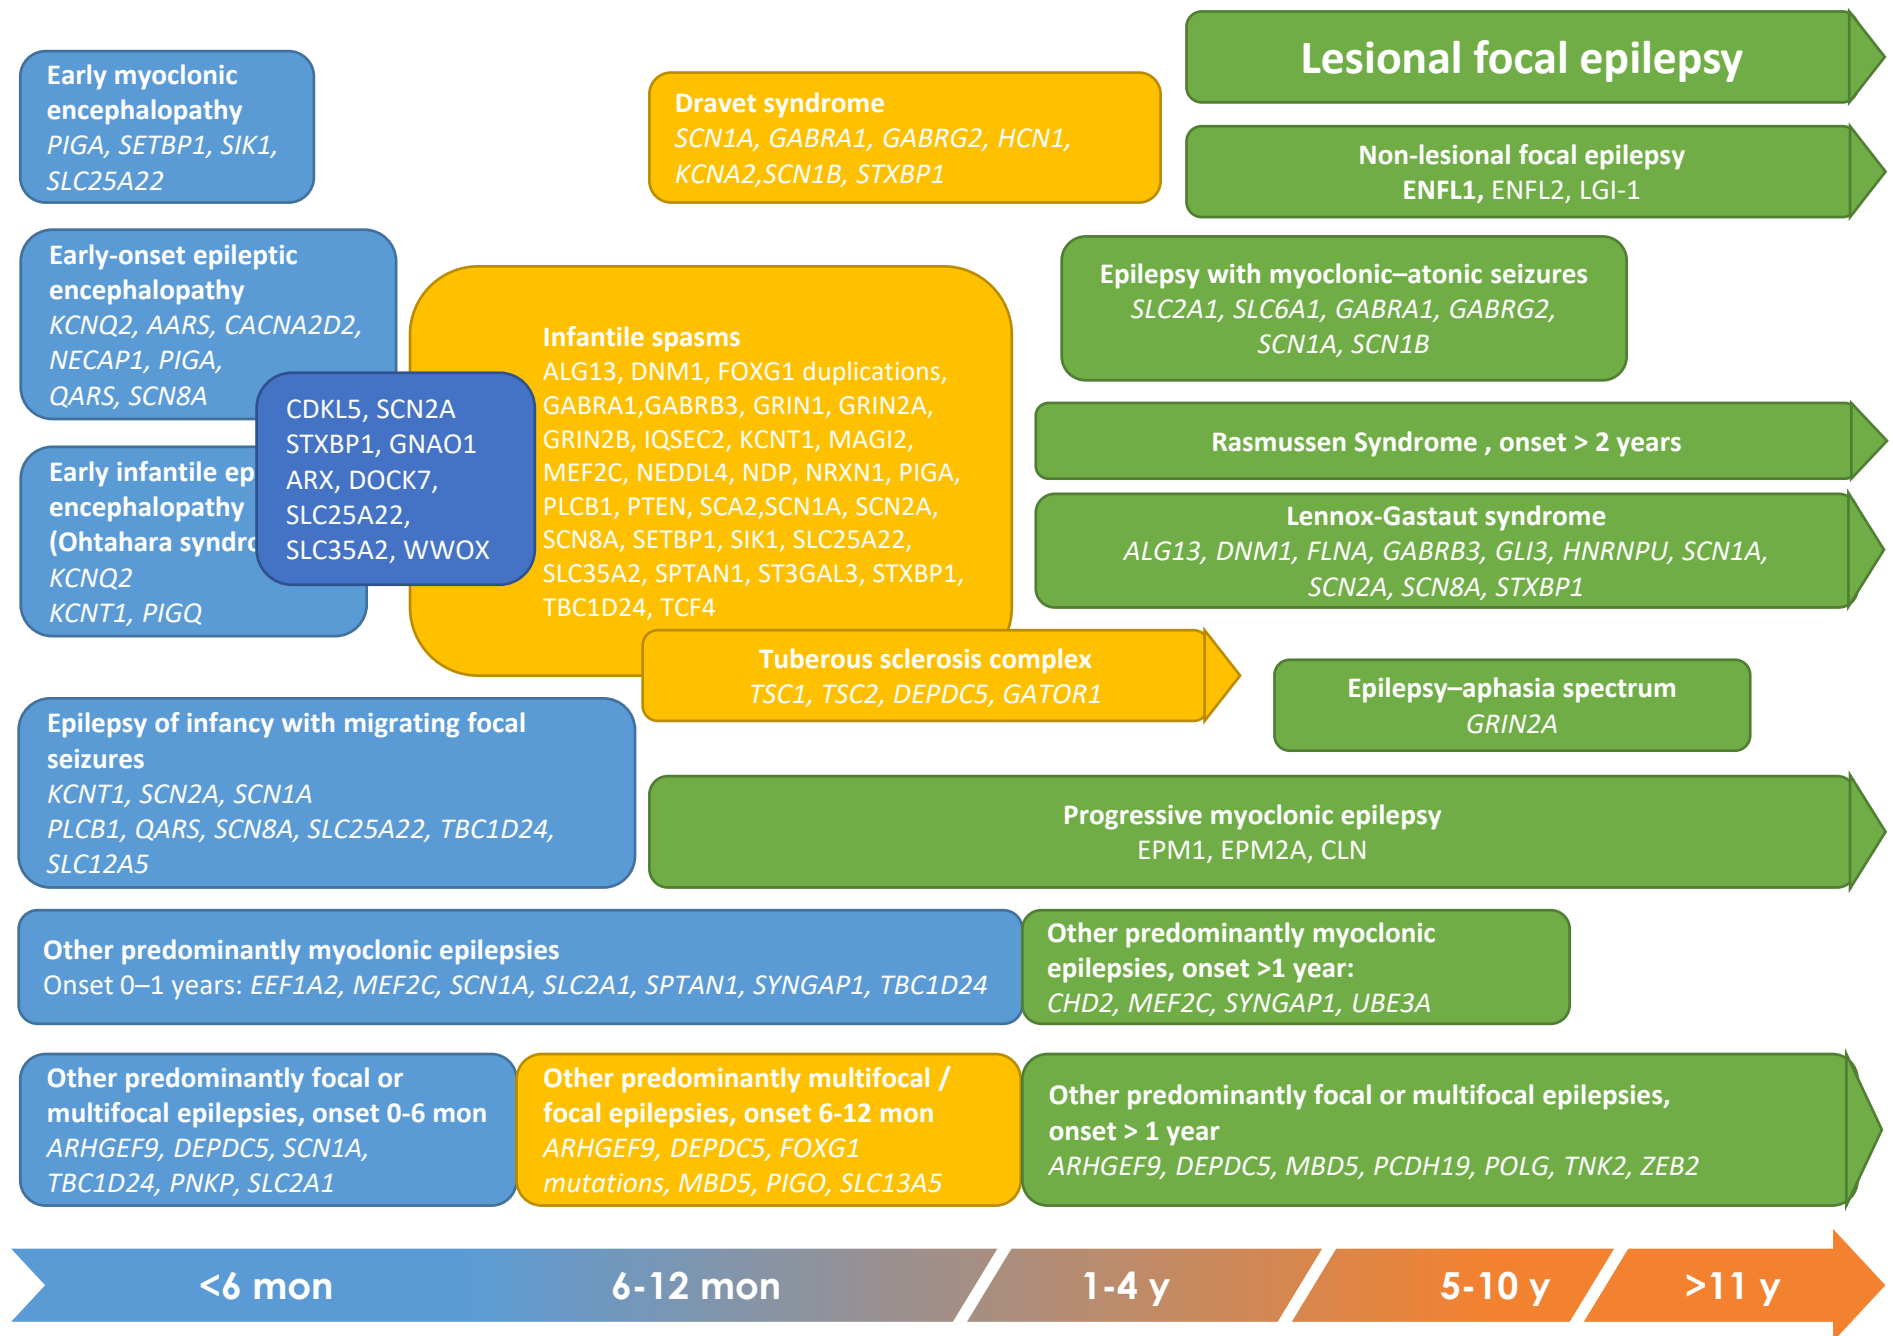 Early myoclonic
encephalopathy
PIGA, SETBP1, SIK1,
SLC25A22
Dravet syndrome
SCN1A, GABRA1, GABRG2, HCN1,
KCNA2,SCN1B, STXBP1
Lesional focal epilepsy
Non-lesional focal epilepsy
ENFL1, ENFL2, LGI-1
Early-onset epileptic
encephalopathy
KCNQ2, AARS, CACNA2D2,
NECAP1, PIGA,
QARS, SCN8A
Epilepsy with myoclonic–atonic seizures
SLC2A1, SLC6A1, GABRA1, GABRG2,
SCN1A, SCN1B
Infantile spasms
ALG13, DNM1, FOXG1 duplications,
GABRA1,GABRB3, GRIN1, GRIN2A,
GRIN2B, IQSEC2, KCNT1, MAGI2,
MEF2C, NEDDL4, NDP, NRXN1, PIGA,
PLCB1, PTEN, SCA2,SCN1A, SCN2A,
SCN8A, SETBP1, SIK1, SLC25A22,
SLC35A2, SPTAN1, ST3GAL3, STXBP1,
TBC1D24, TCF4
CDKL5, SCN2A
STXBP1, GNAO1
ARX, DOCK7,
SLC25A22,
SLC35A2, WWOX
Early infantile ep
encephalopathy
(Ohtahara syndro
KCNQ2
KCNT1, PIGQ
Rasmussen Syndrome , onset > 2 years
Lennox-Gastaut syndrome
ALG13, DNM1, FLNA, GABRB3, GLI3, HNRNPU, SCN1A,
SCN2A, SCN8A, STXBP1
Tuberous sclerosis complex
TSC1, TSC2, DEPDC5, GATOR1
Epilepsy–aphasia spectrum
GRIN2A
Epilepsy of infancy with migrating focal
seizures
KCNT1, SCN2A, SCN1A
PLCB1, QARS, SCN8A, SLC25A22, TBC1D24,
SLC12A5
Progressive myoclonic epilepsy
EPM1, EPM2A, CLN
Other predominantly myoclonic epilepsies
Onset 0–1 years: EEF1A2, MEF2C, SCN1A, SLC2A1, SPTAN1, SYNGAP1, TBC1D24
Other predominantly myoclonic
epilepsies, onset >1 year:
CHD2, MEF2C, SYNGAP1, UBE3A
Other predominantly focal or
multifocal epilepsies, onset 0-6 mon
ARHGEF9, DEPDC5, SCN1A,
TBC1D24, PNKP, SLC2A1
Other predominantly multifocal /
focal epilepsies, onset 6-12 mon
ARHGEF9, DEPDC5, FOXG1
mutations, MBD5, PIGO, SLC13A5
Other predominantly focal or multifocal epilepsies,
onset > 1 year
ARHGEF9, DEPDC5, MBD5, PCDH19, POLG, TNK2, ZEB2
<6 mon
6-12 mon
1-4 y
5-10 y
>11 y